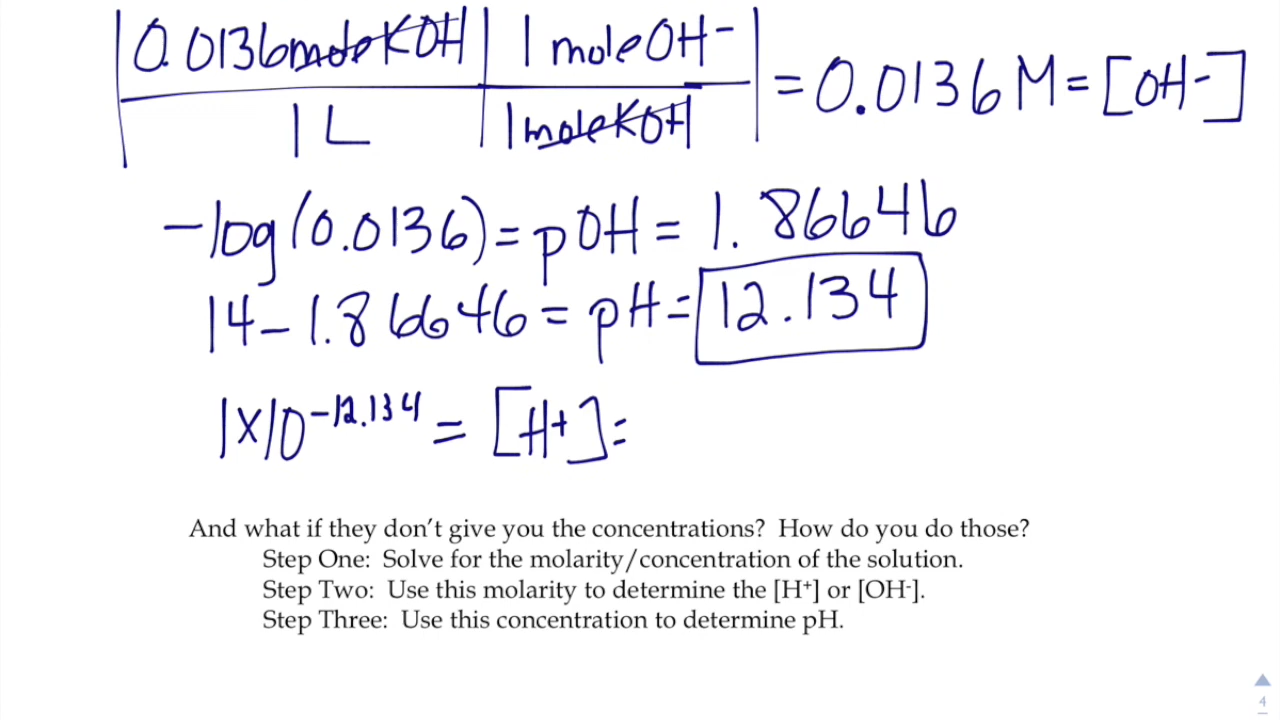 0.0136 mole KOH | 1 mole OH-
1 L | 1 mole KOH
= 0.0136 M = [OH-]
-log(0.0136) = pOH = 1.86646
14 - 1.86646 = pH = 12.134
1x10^-12.134 = [H+] =
And what if they don't give you the concentrations? How do you do those?
Step One: Solve for the molarity/concentration of the solution.
Step Two: Use this molarity to determine the [H+] or [OH-].
Step Three: Use this concentration to determine pH.
4